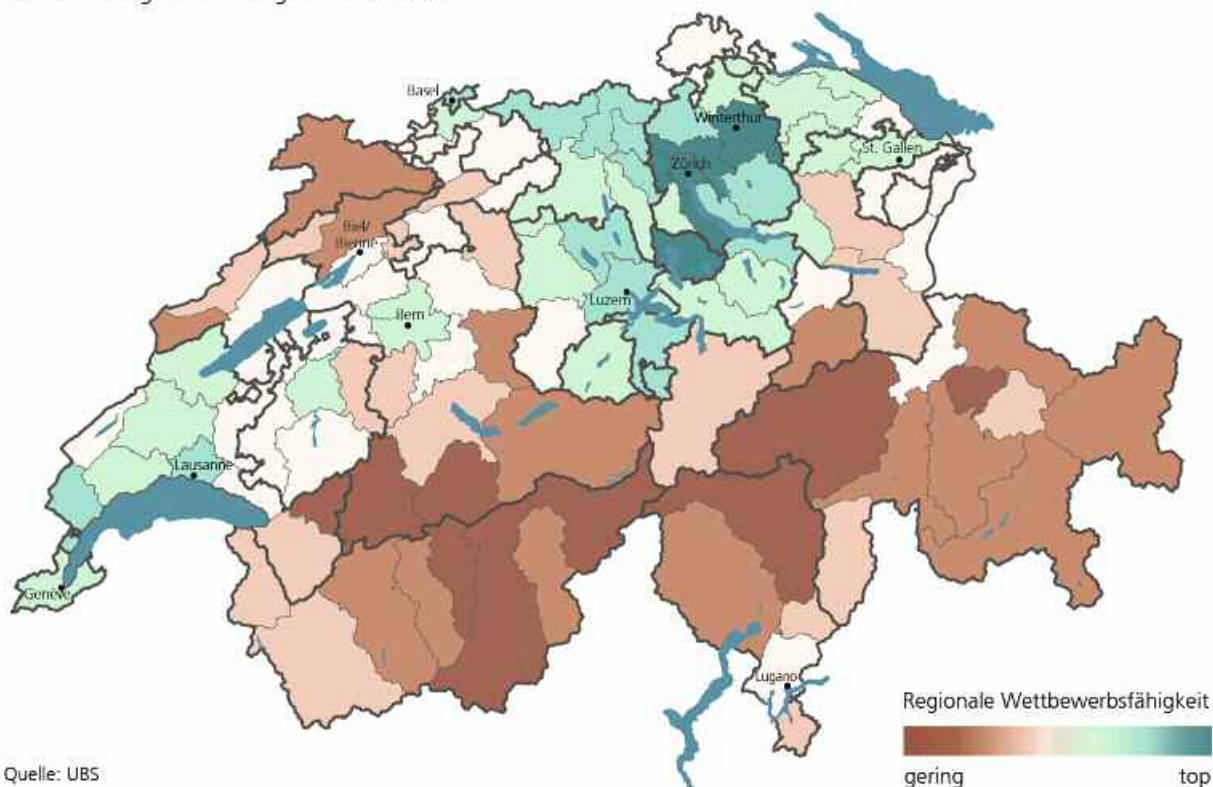 Basel
Winterthur
Zürich
St. Gallen
Biel/
Bienne
Luzern
Bern
Lausanne
Genève
Lugano
Regionale Wettbewerbsfähigkeit
gering top
Quelle: UBS